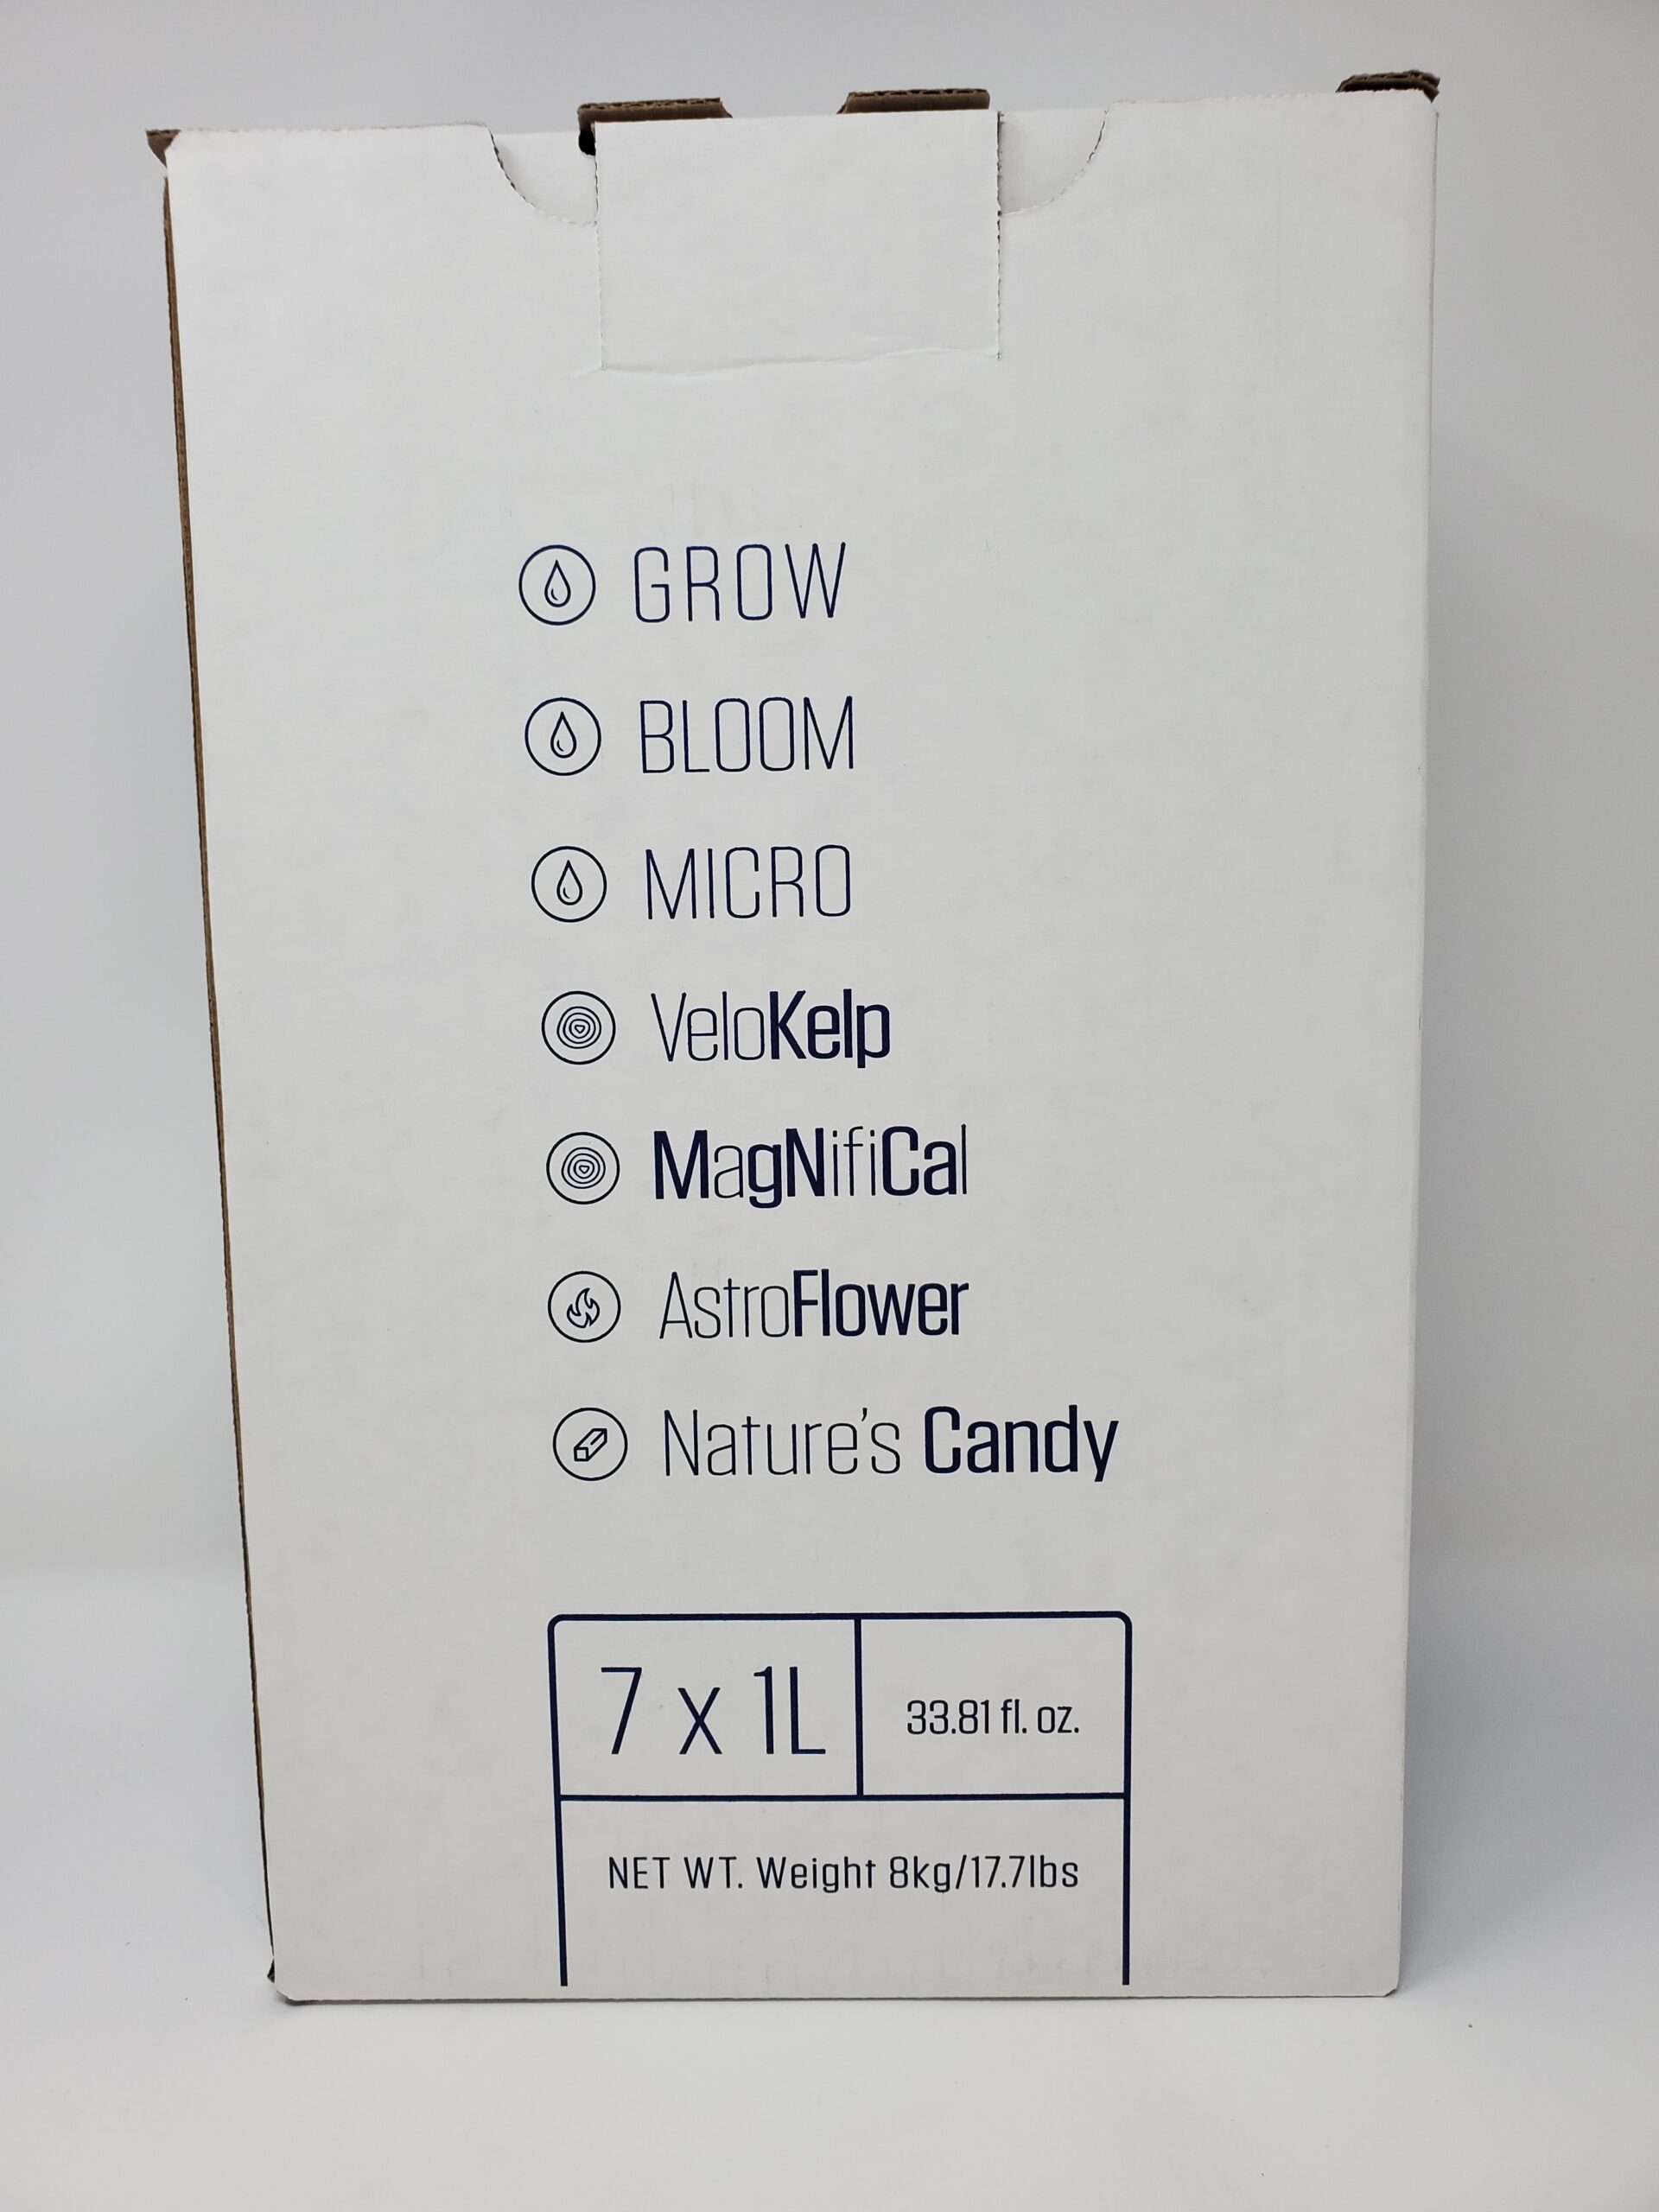 GROW
BLOOM
MICRO
VeloKelp
MagNifiCal
AstroFlower
Nature's Candy
7 x 1L
33.81 fl. oz.
NET WT. Weight 8kg/17.7lbs